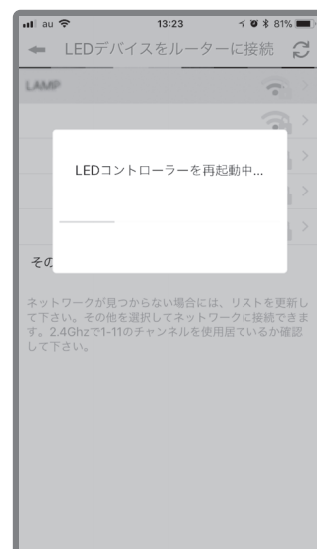 au 13:23 81%
LEDデバイスをルーターに接続
LAMP
LEDコントローラーを再起動中...
その
ネットワークが見つからない場合には、リストを更新し
て下さい。その他を選択してネットワークに接続できま
す。2.4Ghzで1-11のチャンネルを使用居ているか確認
して下さい。